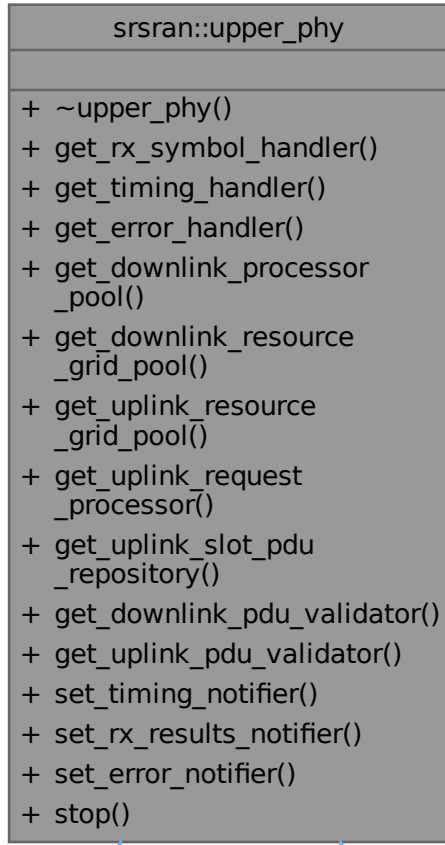 srsran::upper_phy
+ ~upper_phy()
+ get_rx_symbol_handler()
+ get_timing_handler()
+ get_error_handler()
+ get_downlink_processor
_pool()
+ get_downlink_resource
_grid_pool()
+ get_uplink_resource
_grid_pool()
+ get_uplink_request
_processor()
+ get_uplink_slot_pdu
_repository()
+ get_downlink_pdu_validator()
+ get_uplink_pdu_validator()
+ set_timing_notifier()
+ set_rx_results_notifier()
+ set_error_notifier()
+ stop()